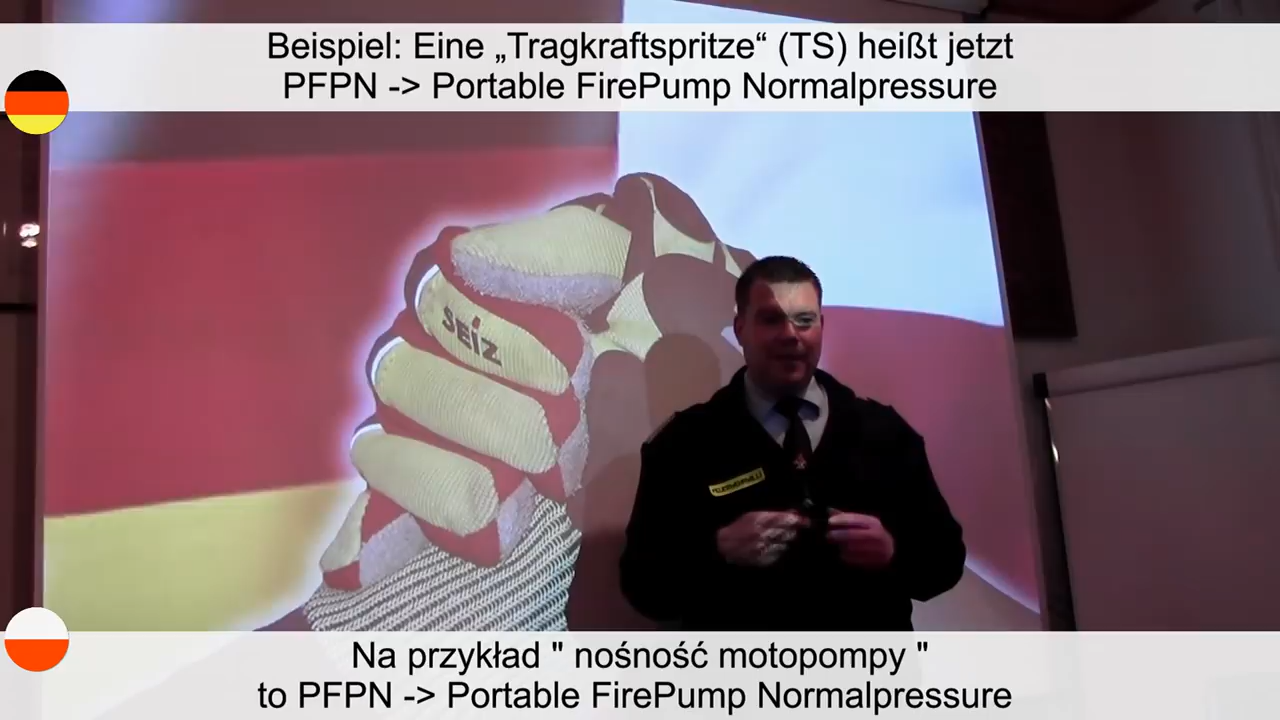 Beispiel: Eine „Tragkraftspritze“ (TS) heißt jetzt
PFPN -> Portable FirePump Normalpressure
SEiZ
Na przykład " nośność motopompy "
to PFPN -> Portable FirePump Normalpressure